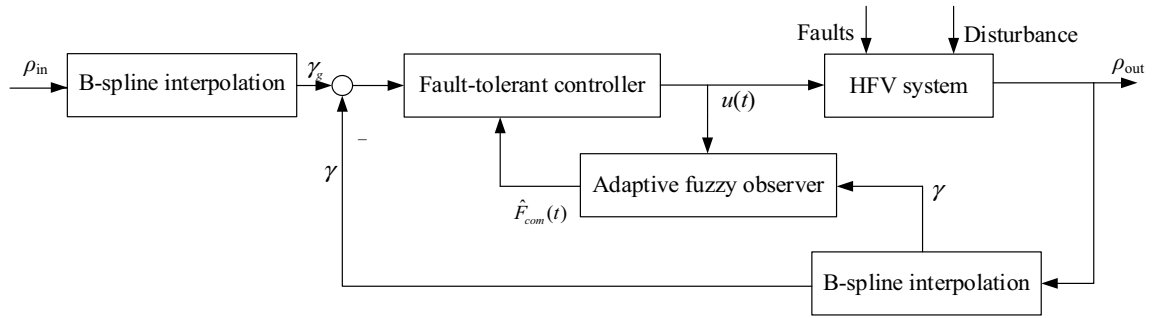 Faults
Disturbance
ρin
B-spline interpolation
γg
Fault-tolerant controller
u(t)
HFV system
ρout
−
γ
Adaptive fuzzy observer
γ
F̂com(t)
B-spline interpolation